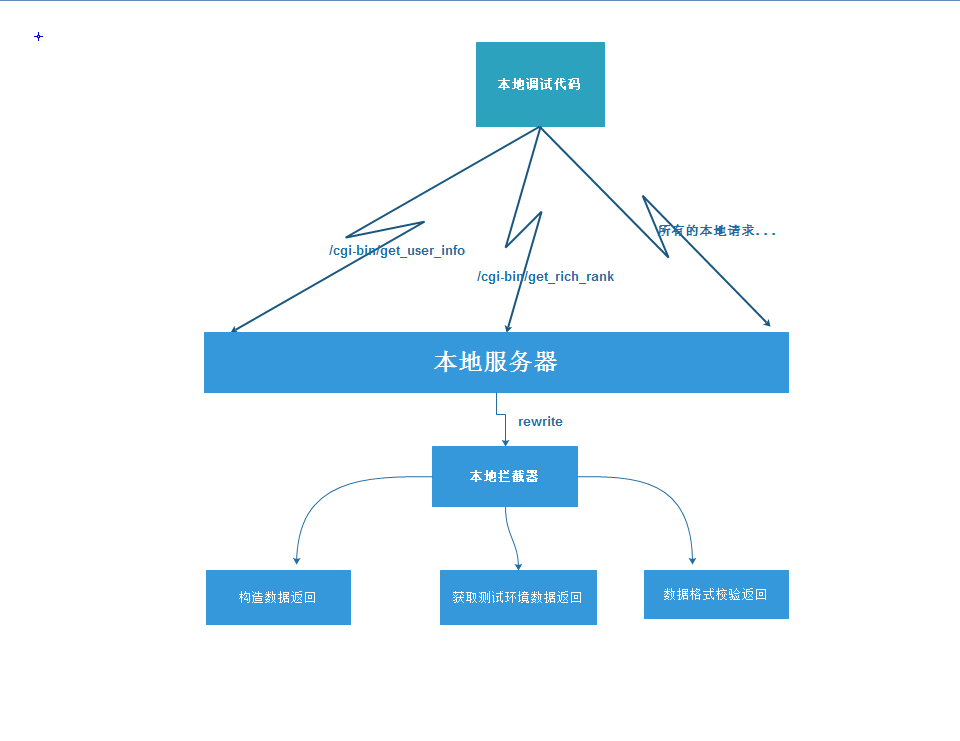 本地调试代码
所有的本地请求...
/cgi-bin/get_user_info
/cgi-bin/get_rich_rank
本地服务器
rewrite
本地拦截器
构造数据返回
获取测试环境数据返回
数据格式校验返回